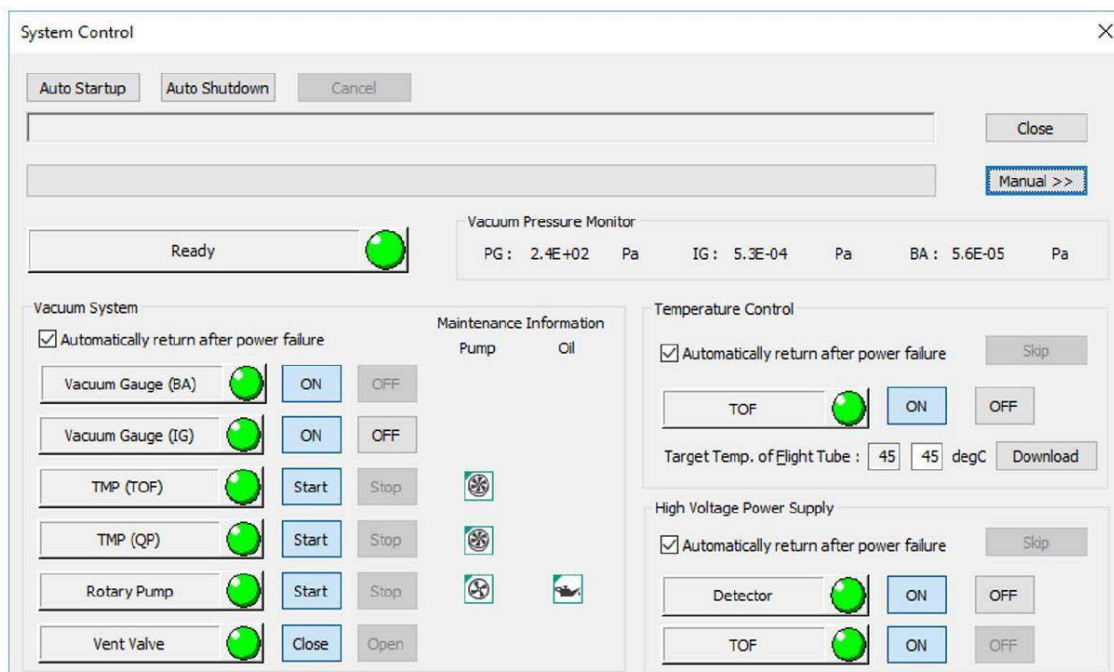 System Control
Auto Startup Auto Shutdown Cancel
Close
Manual >>
Ready
Vacuum Pressure Monitor
PG : 2.4E+02 Pa IG : 5.3E-04 Pa BA : 5.6E-05 Pa
Vacuum System
Automatically return after power failure
Maintenance Information
Pump Oil
Vacuum Gauge (BA) ON OFF
Vacuum Gauge (IG) ON OFF
TMP (TOF) Start Stop
TMP (QP) Start Stop
Rotary Pump Start Stop
Vent Valve Close Open
Temperature Control
Automatically return after power failure Skip
TOF ON OFF
Target Temp. of Flight Tube : 45 45 degC Download
High Voltage Power Supply
Automatically return after power failure Skip
Detector ON OFF
TOF ON OFF